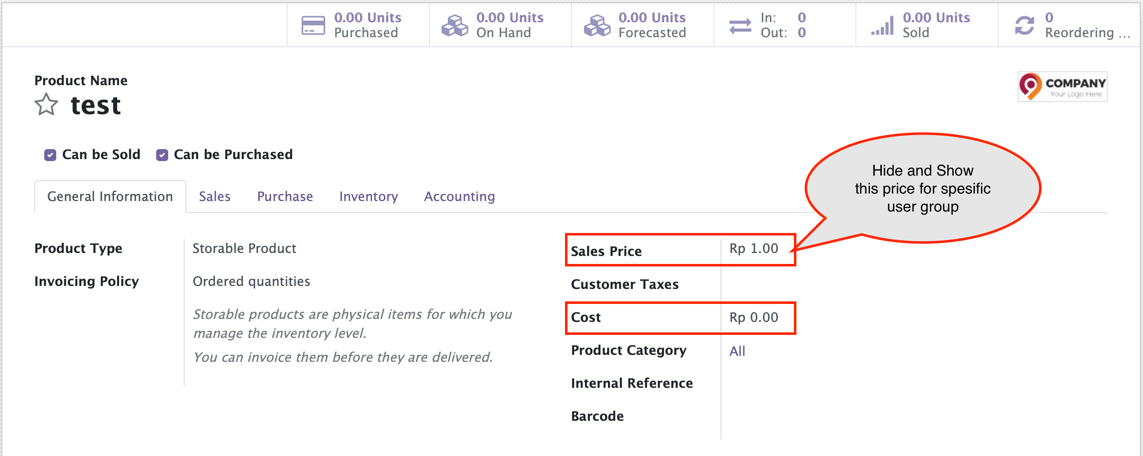 0.00 Units
Purchased
0.00 Units
On Hand
0.00 Units
Forecasted
In: 0
Out: 0
0.00 Units
Sold
0
Reordering ...
Product Name
test
COMPANY
Your Logo Here
Can be Sold Can be Purchased
Hide and Show
this price for spesific
user group
General Information Sales Purchase Inventory Accounting
Product Type Storable Product
Invoicing Policy Ordered quantities
Storable products are physical items for which you
manage the inventory level.
You can invoice them before they are delivered.
Sales Price Rp 1.00
Customer Taxes
Cost Rp 0.00
Product Category All
Internal Reference
Barcode